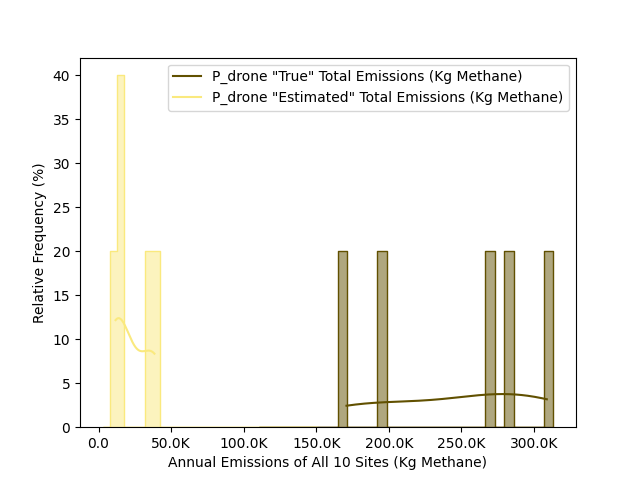 P_drone "True" Total Emissions (Kg Methane)
P_drone "Estimated" Total Emissions (Kg Methane)
Relative Frequency (%)
40
35
30
25
20
15
10
5
0
0.0 50.0K 100.0K 150.0K 200.0K 250.0K 300.0K
Annual Emissions of All 10 Sites (Kg Methane)